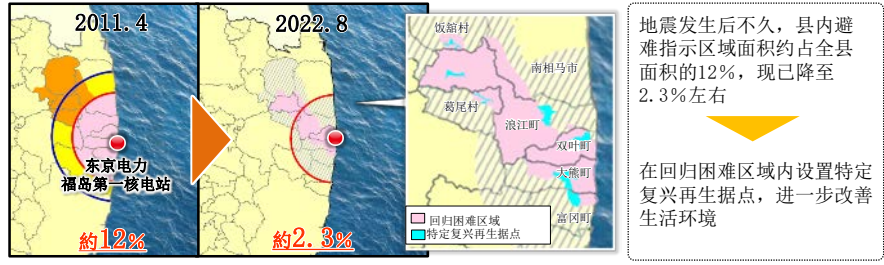 2011.4
东京电力
福岛第一核电站
約12%
2022.8
約2.3%
饭舘村
南相马市
葛尾村
浪江町
双叶町
大熊町
富冈町
回归困难区域
特定复兴再生据点
地震发生后不久，县内避
难指示区域面积约占全县
面积的12%，现已降至
2.3%左右
在回归困难区域内设置特定
复兴再生据点，进一步改善
生活环境